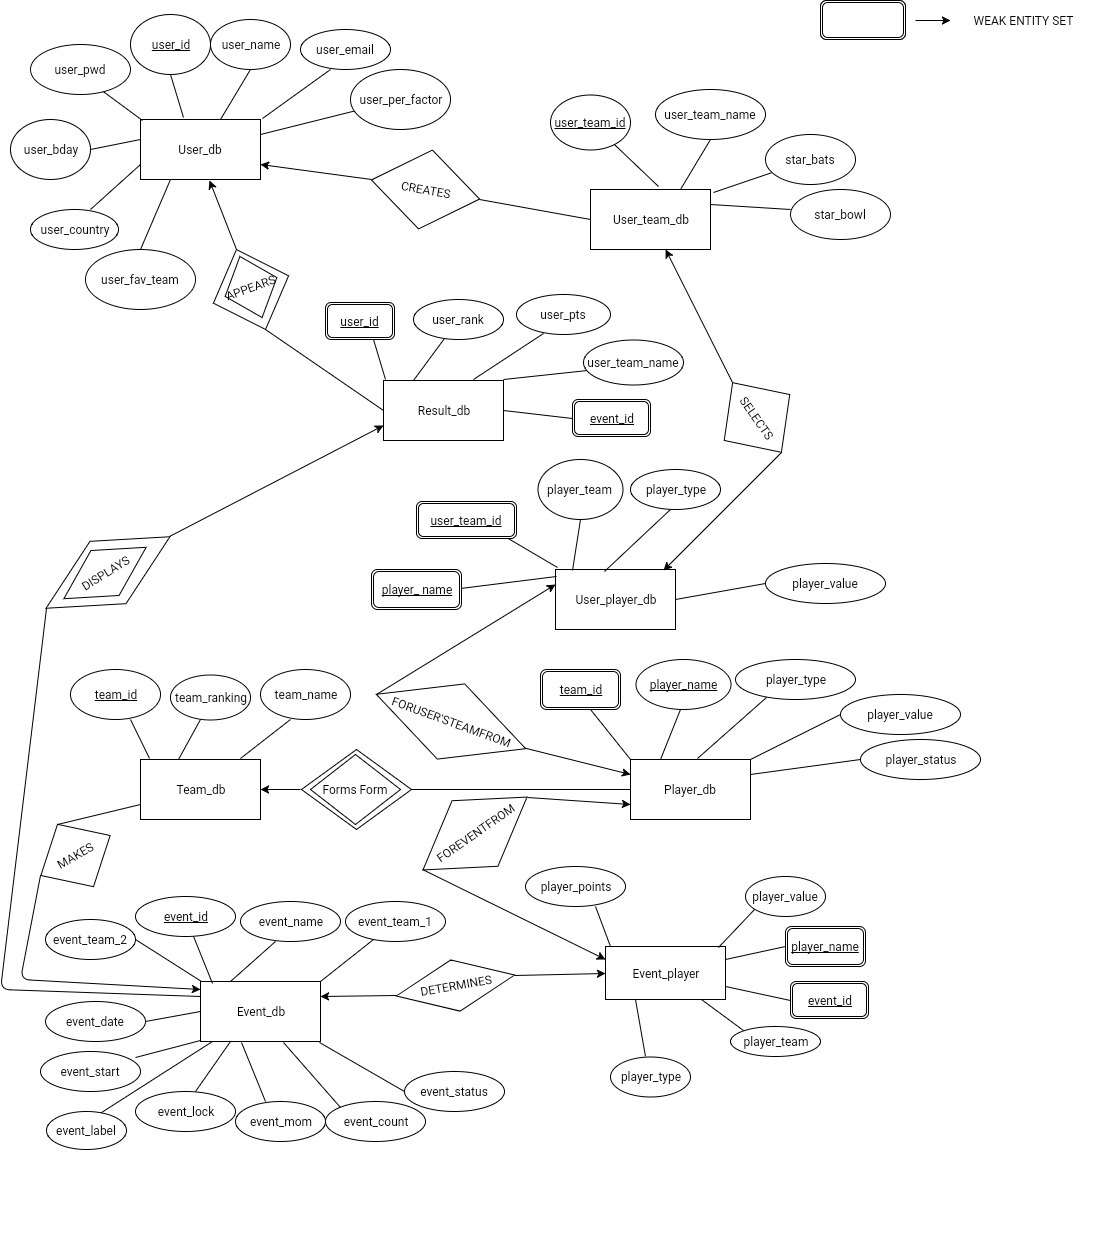 WEAK ENTITY SET
user_id
user_name
user_email
user_pwd
user_per_factor
user_bday
User_db
user_country
user_fav_team
CREATES
user_team_id
user_team_name
star_bats
star_bowl
User_team_db
APPEARS
user_id
user_rank
user_pts
user_team_name
event_id
Result_db
SELECTS
player_team
player_type
user_team_id
player_ name
User_player_db
player_value
DISPLAYS
team_id
team_ranking
team_name
FORUSER'STEAMFROM
team_id
player_name
player_type
player_value
player_status
Team_db
Forms Form
Player_db
MAKES
FOREVENTFROM
player_points
player_value
player_name
event_id
player_team
player_type
Event_player
DETERMINES
event_id
event_name
event_team_1
event_team_2
event_date
Event_db
event_start
event_label
event_lock
event_mom
event_count
event_status